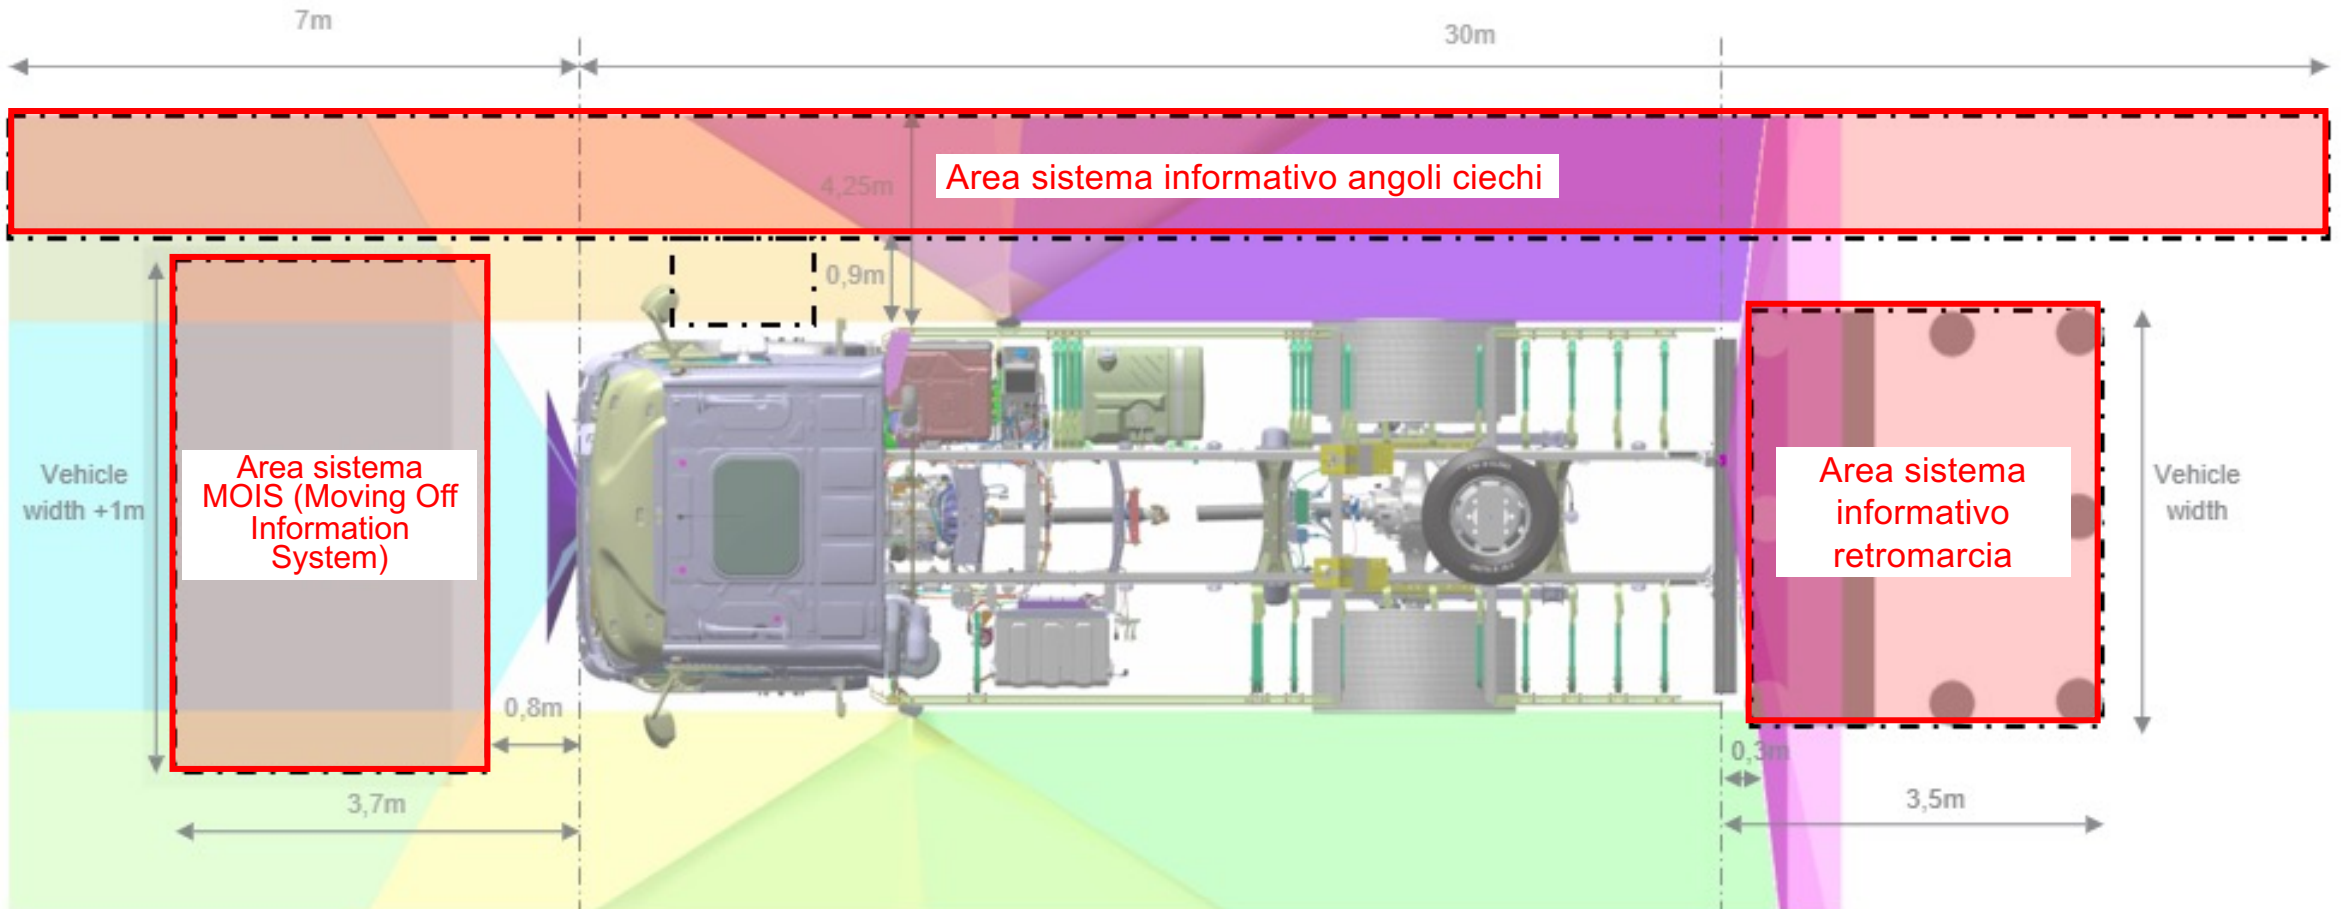 7m
30m
4,25m
Area sistema informativo angoli ciechi
0,9m
Vehicle
width +1m
Area sistema
MOIS (Moving Off
Information
System)
Area sistema
informativo
retromarcia
Vehicle
width
0,8m
0,3m
3,7m
3,5m